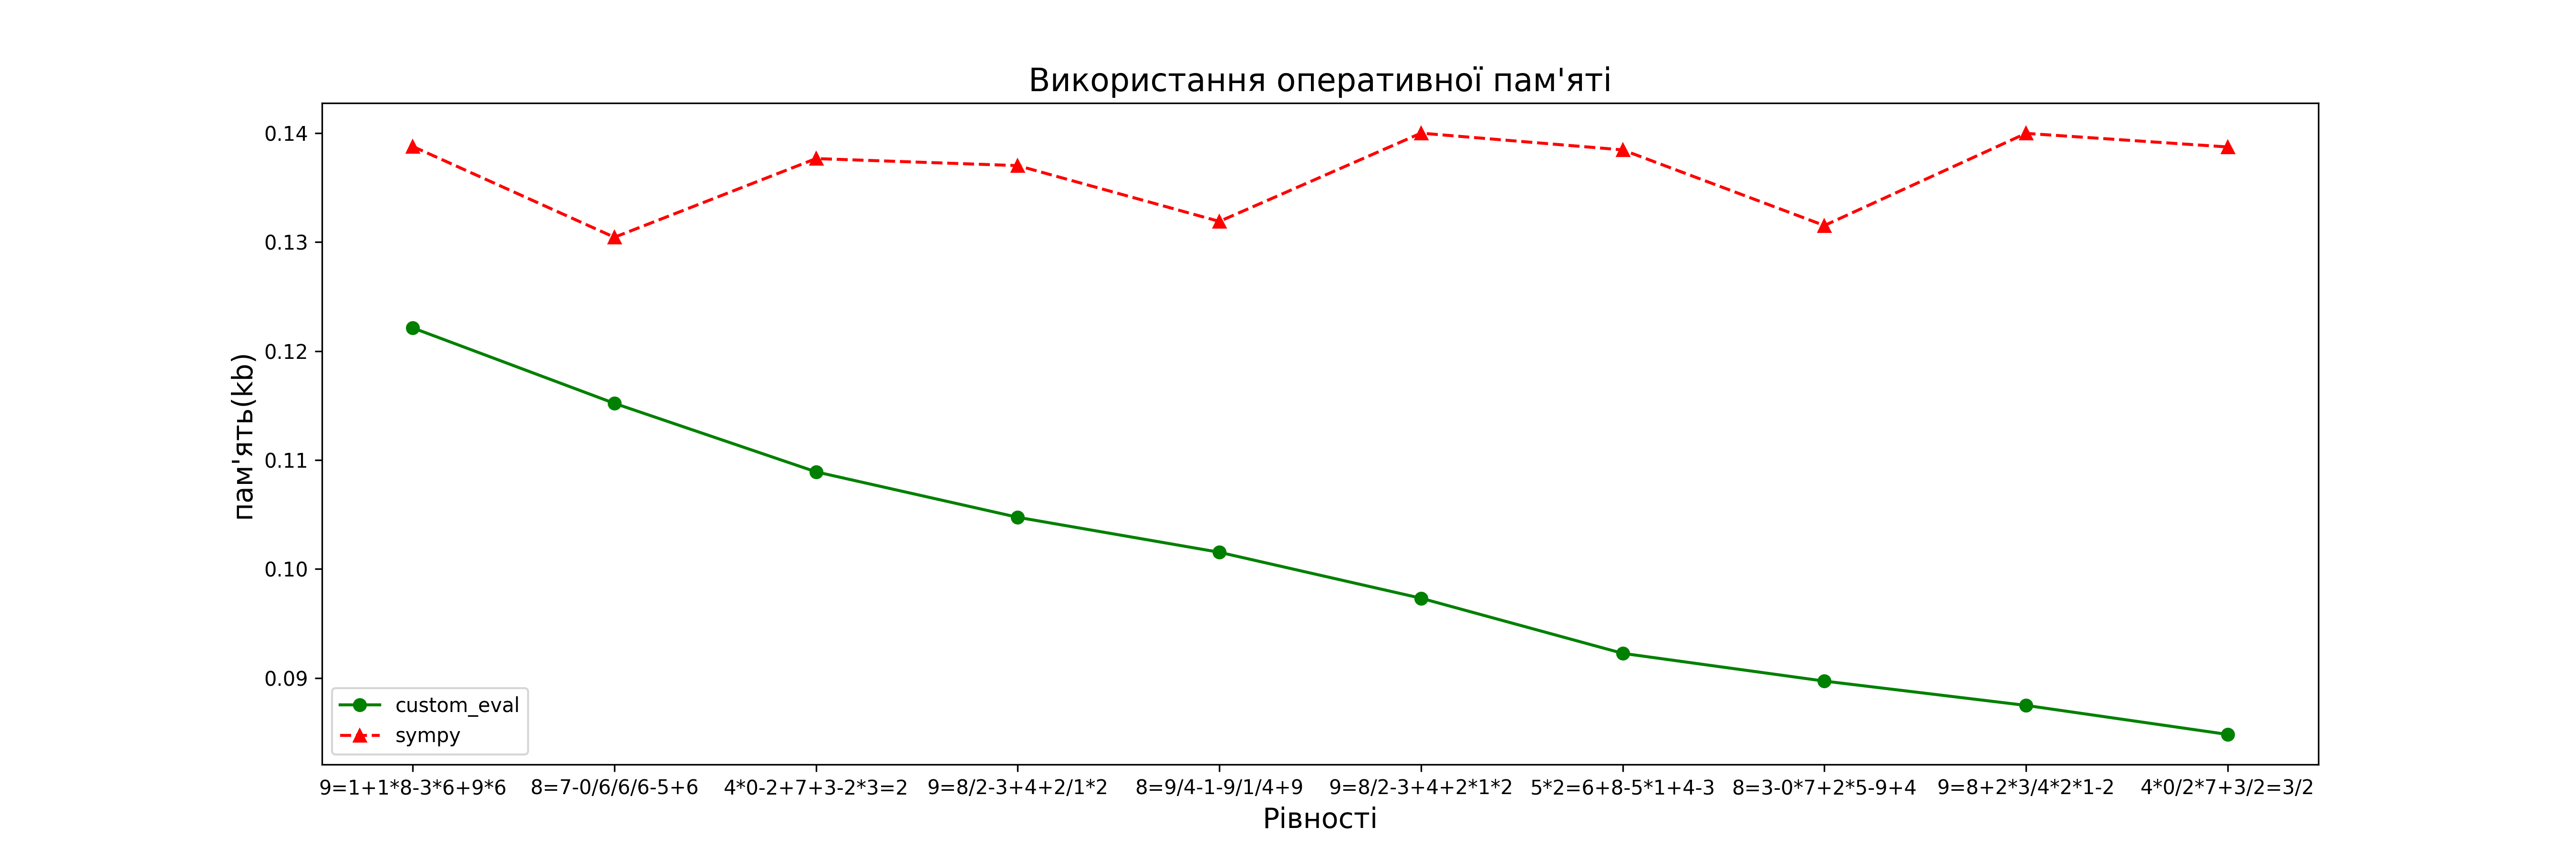 Використання оперативної пам'яті
0.14
0.13
0.12
0.11
0.10
0.09
пам'ять(kb)
custom_eval
sympy
9=1+1*8-3*6+9*6 8=7-0/6/6/6-5+6 4*0-2+7+3-2*3=2 9=8/2-3+4+2/1*2 8=9/4-1-9/1/4+9 9=8/2-3+4+2*1*2 5*2=6+8-5*1+4-3 8=3-0*7+2*5-9+4 9=8+2*3/4*2*1-2 4*0/2*7+3/2=3/2
Рівності